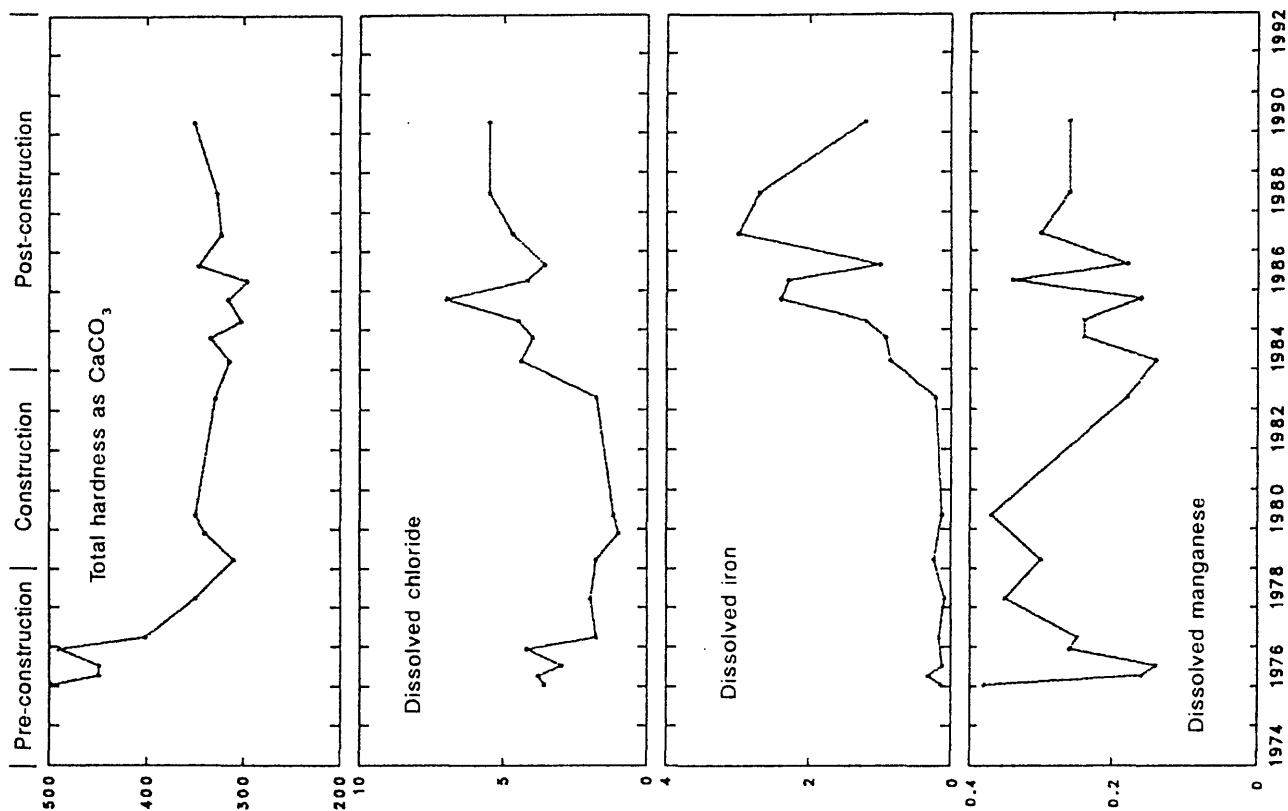 Pre-construction
Construction
Post-construction
Total hardness as CaCO₃
500
400
300
200
Dissolved chloride
10
5
0
Dissolved iron
4
2
0
Dissolved manganese
0.4
0.2
0
1974 1976 1978 1980 1982 1984 1986 1988 1990 1992